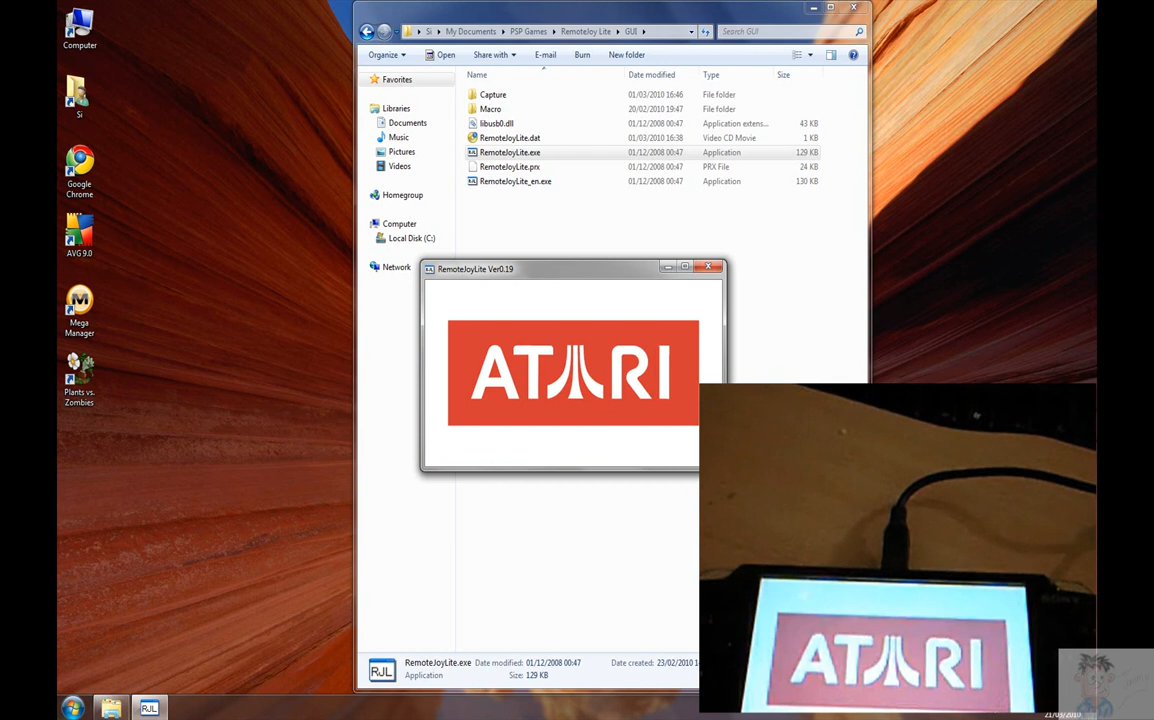 Computer
Si
Google
Chrome
AVG 9.0
Mega
Manager
Plants vs.
Zombies
Si
My Documents
PSP Games
RemoteJoy Lite
GUI
Search GUI
Organize
Open
Share with
E-mail
Burn
New folder
Name
Date modified
Type
Size
Favorites
Libraries
Documents
Music
Pictures
Videos
Homegroup
Computer
Local Disk (C:)
Network
Capture 01/03/2010 16:46 File folder
Macro 20/02/2010 19:47 File folder
libusb0.dll 01/12/2008 00:47 Application extens... 43 KB
RemoteJoyLite.dat 01/03/2010 16:38 Video CD Movie 1 KB
RemoteJoyLite.exe 01/12/2008 00:47 Application 129 KB
RemoteJoyLite.prx 01/12/2008 00:47 PRX File 24 KB
RemoteJoyLite_en.exe 01/12/2008 00:47 Application 130 KB
RemoteJoyLite Ver0.19
ATARI
ATARI
SONY
RJL
RemoteJoyLite.exe Date modified: 01/12/2008 00:47 Date created: 23/02/2010 1
Application Size: 129 KB
RJL